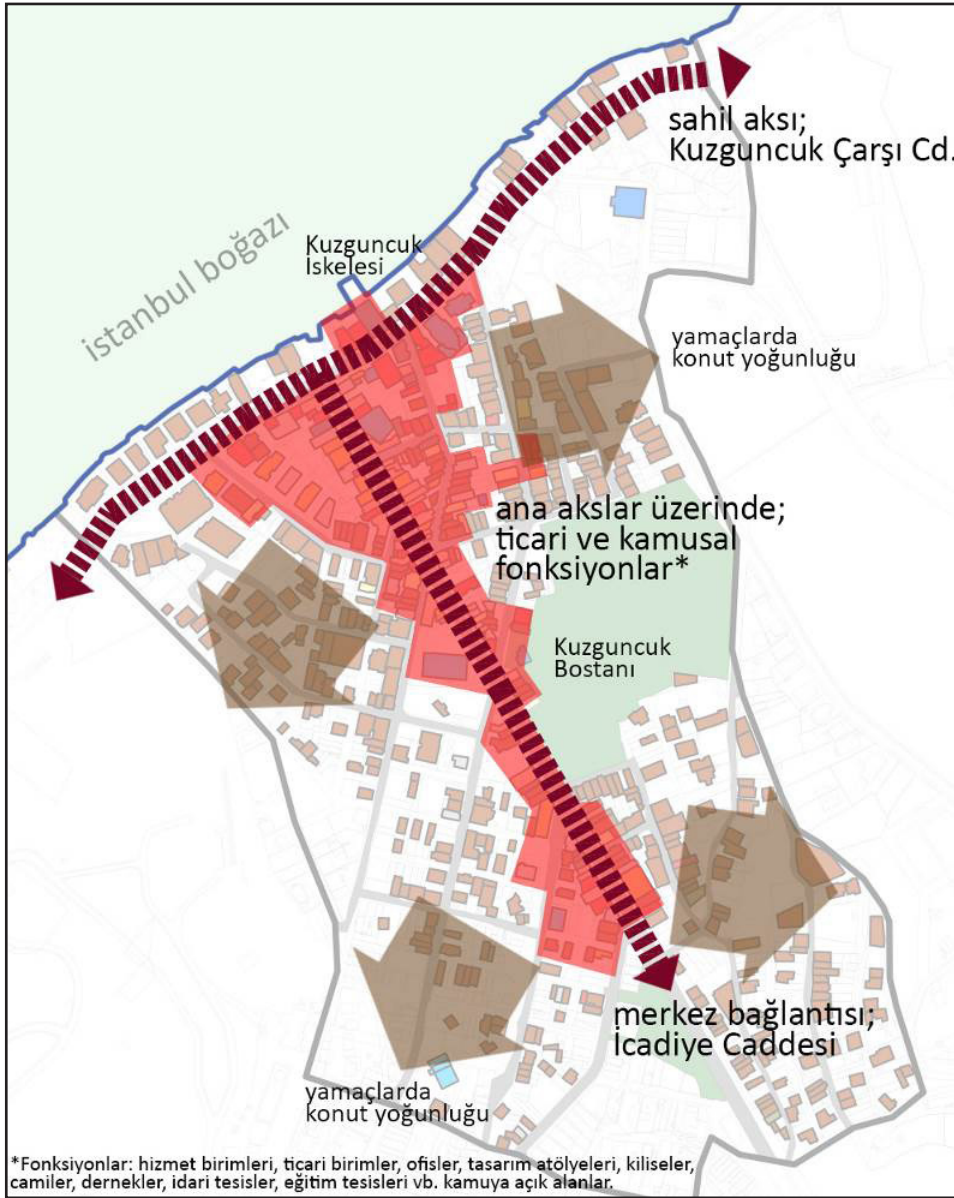 sahil aksı;
Kuzguncuk Çarşı Cd.
istanbul boğazı
Kuzguncuk
İskelesi
yamaçlarda
konut yoğunluğu
ana akslar üzerinde;
ticari ve kamusal
fonksiyonlar*
Kuzguncuk
Bostanı
merkez bağlantısı;
İcadiye Caddesi
yamaçlarda
konut yoğunluğu
*Fonksiyonlar: hizmet birimleri, ticari birimler, ofisler, tasarım atölyeleri, kiliseler,
camiler, dernekler, idari tesisler, eğitim tesisleri vb. kamuya açık alanlar.